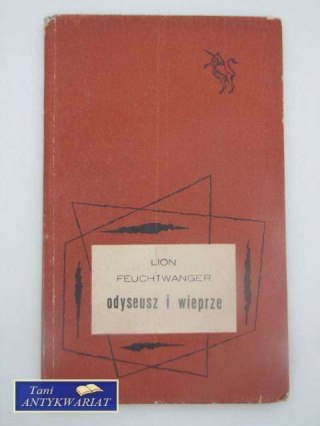 LION
FEUCHTWANGER
odyseusz i wieprze
Tani
ANTYKWARIAT